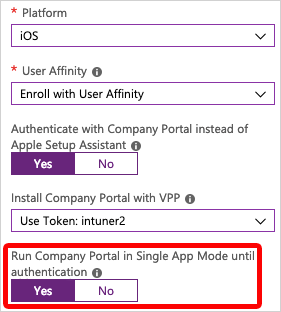 * Platform
iOS
* User Affinity
Enroll with User Affinity
Authenticate with Company Portal instead of
Apple Setup Assistant
Yes No
Install Company Portal with VPP
Use Token: intuner2
Run Company Portal in Single App Mode until
authentication
Yes No